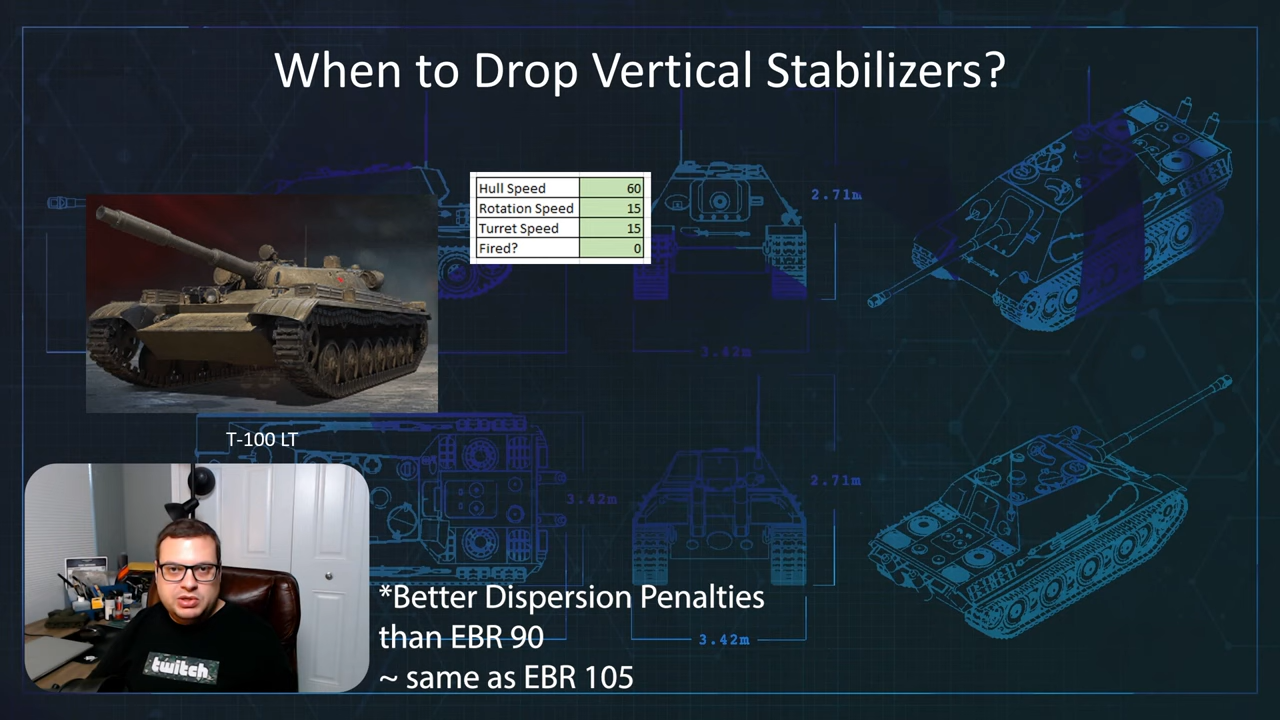 When to Drop Vertical Stabilizers?
Hull Speed 60
Rotation Speed 15
Turret Speed 15
Fired? 0
2.71m
3.42m
T-100 LT
3.42m
2.71m
*Better Dispersion Penalties
than EBR 90
~ same as EBR 105
3.42m
twitch